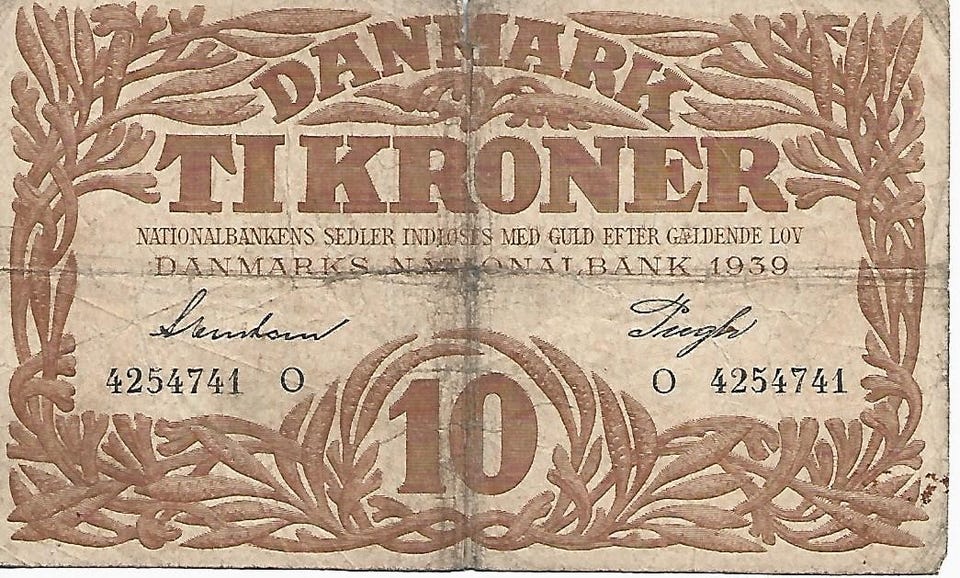 DANMARK
TI KRONER
NATIONALBANKENS SEDLER INDLØSES MED GULD EFTER GÆLDENDE LOV
DANMARKS NATIONALBANK 1939
4254741 O O 4254741
10